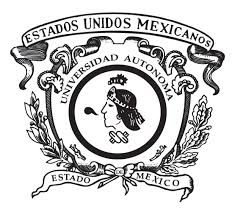 ESTADOS UNIDOS MEXICANOS
UNIVERSIDAD AUTONOMA
ESTADO MEXICO